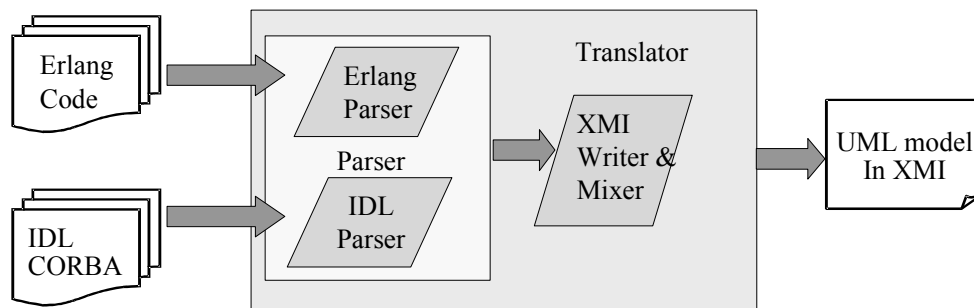 Erlang
Code
IDL
CORBA
Translator
Erlang
Parser
Parser
IDL
Parser
XMI
Writer &
Mixer
UML model
In XMI